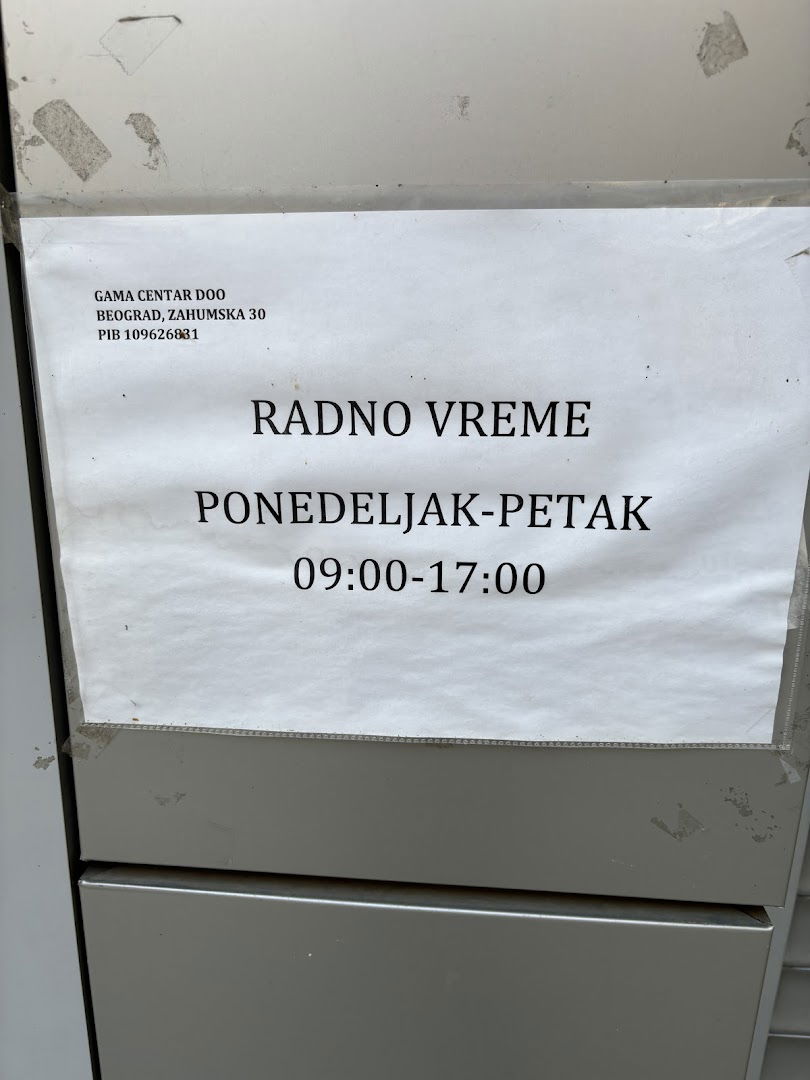 GAMA CENTAR DOO
BEOGRAD, ZAHUMSKA 30
PIB 109626831
RADNO VREME
PONEDELJAK-PETAK
09:00-17:00